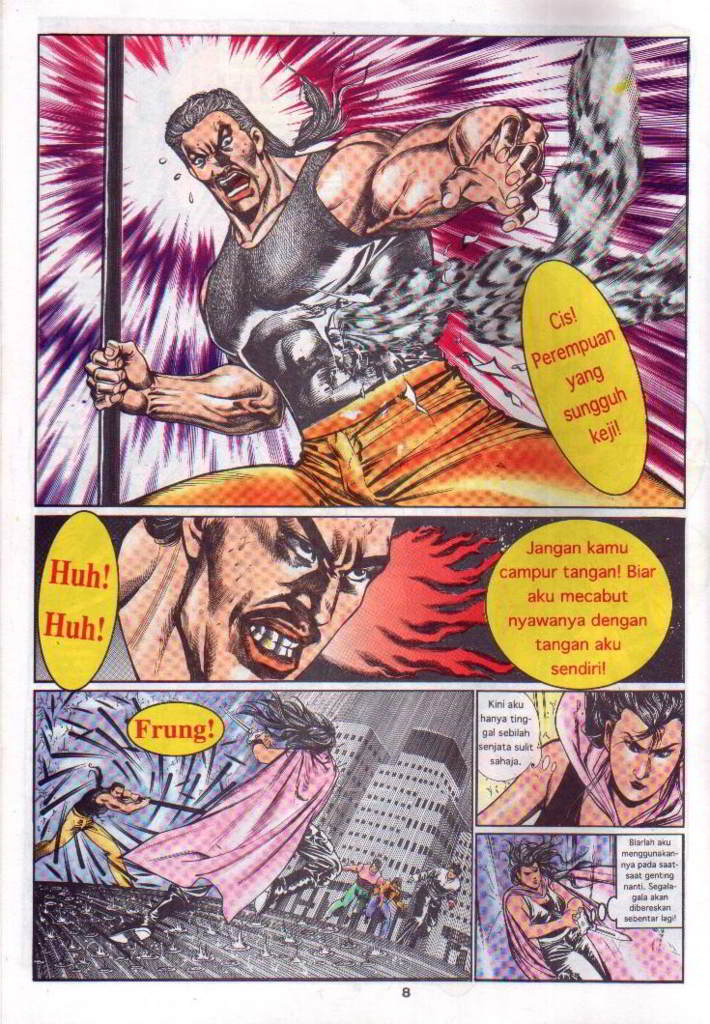 Cis!
Perempuan
yang
sungguh
keji!
Huh!
Huh!
Jangan kamu
campur tangan! Biar
aku mecabut
nyawanya dengan
tangan aku
sendiri!
Frung!
Kini aku
hanya ting-
gal sebilah
senjata sulit
sahaja.
Biarlah aku
menggunakan-
nya pada saat-
saat genting
nanti. Segala-
gala akan
dibereskan
sebentar lagi!
8